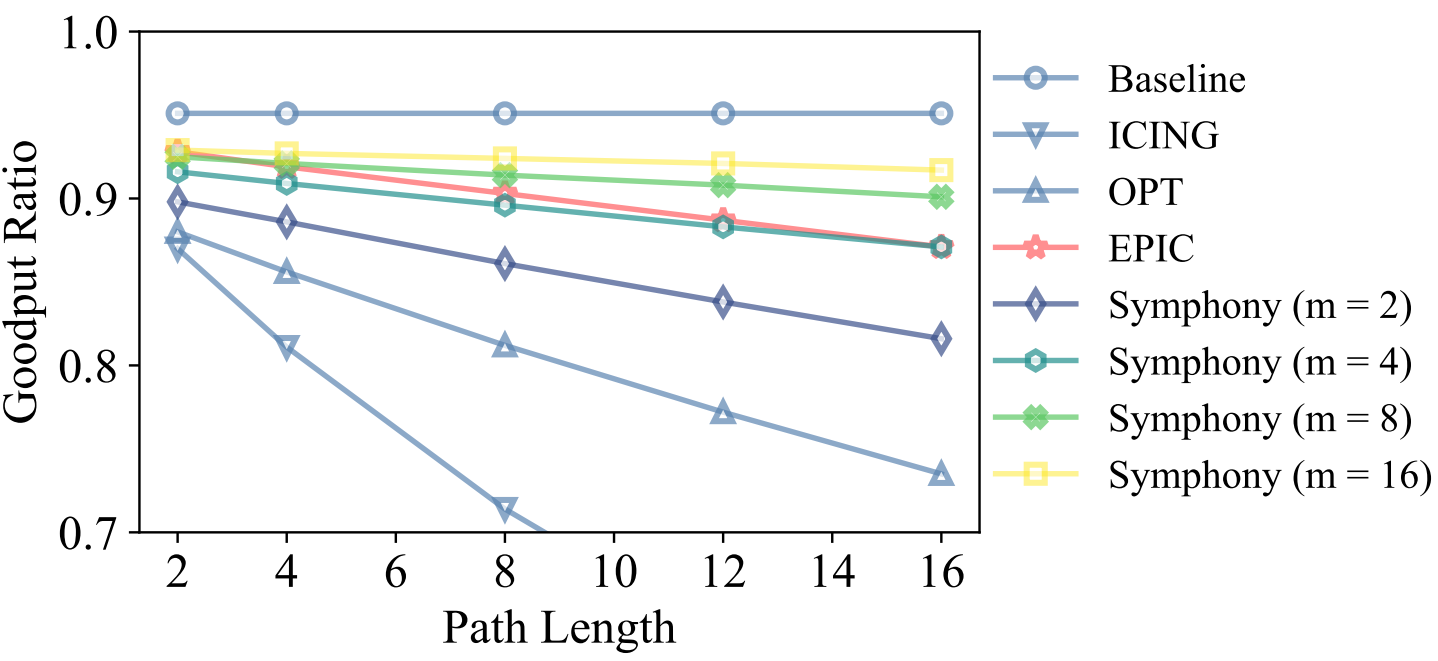 Goodput Ratio
1.0
0.9
0.8
0.7
2 4 6 8 10 12 14 16
Path Length
Baseline
ICING
OPT
EPIC
Symphony (m = 2)
Symphony (m = 4)
Symphony (m = 8)
Symphony (m = 16)